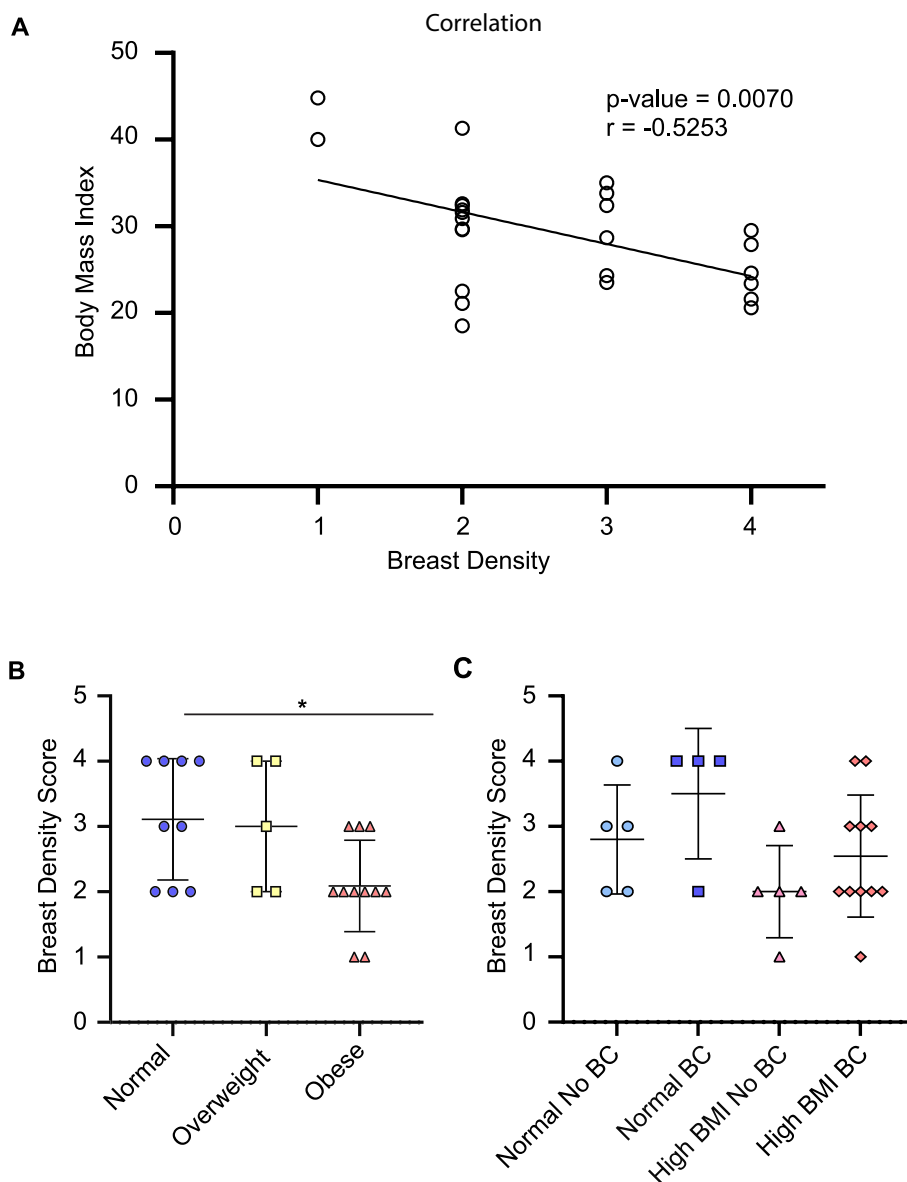 A
Correlation
50
40
30
20
10
0
Body Mass Index
p-value = 0.0070
r = -0.5253
0 1 2 3 4
Breast Density
B
5
4
3
2
1
0
Breast Density Score
*
Normal
Overweight
Obese
C
5
4
3
2
1
0
Breast Density Score
Normal No BC
Normal BC
High BMI No BC
High BMI BC